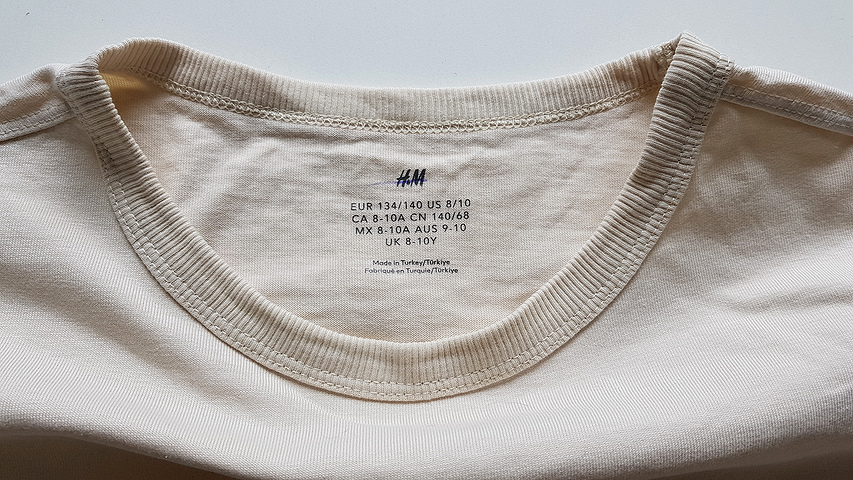 H&M
EUR 134/140 US 8/10
CA 8-10A CN 140/68
MX 8-10A AUS 9-10
UK 8-10Y
Made in Turkey/Türkiye
Fabriqué en Turquie/Türkiye